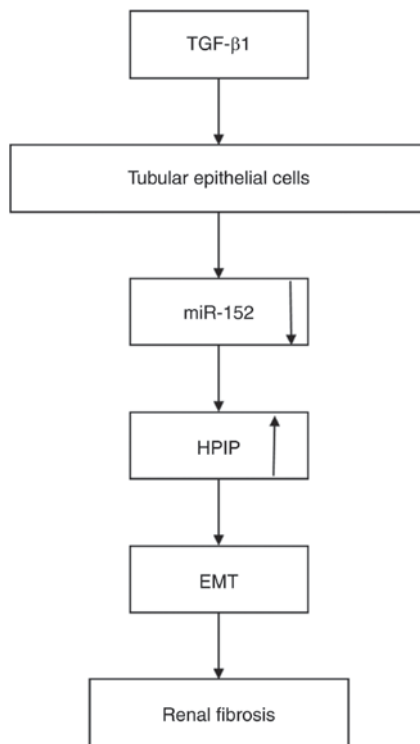 TGF-β1
Tubular epithelial cells
miR-152
HPIP
EMT
Renal fibrosis